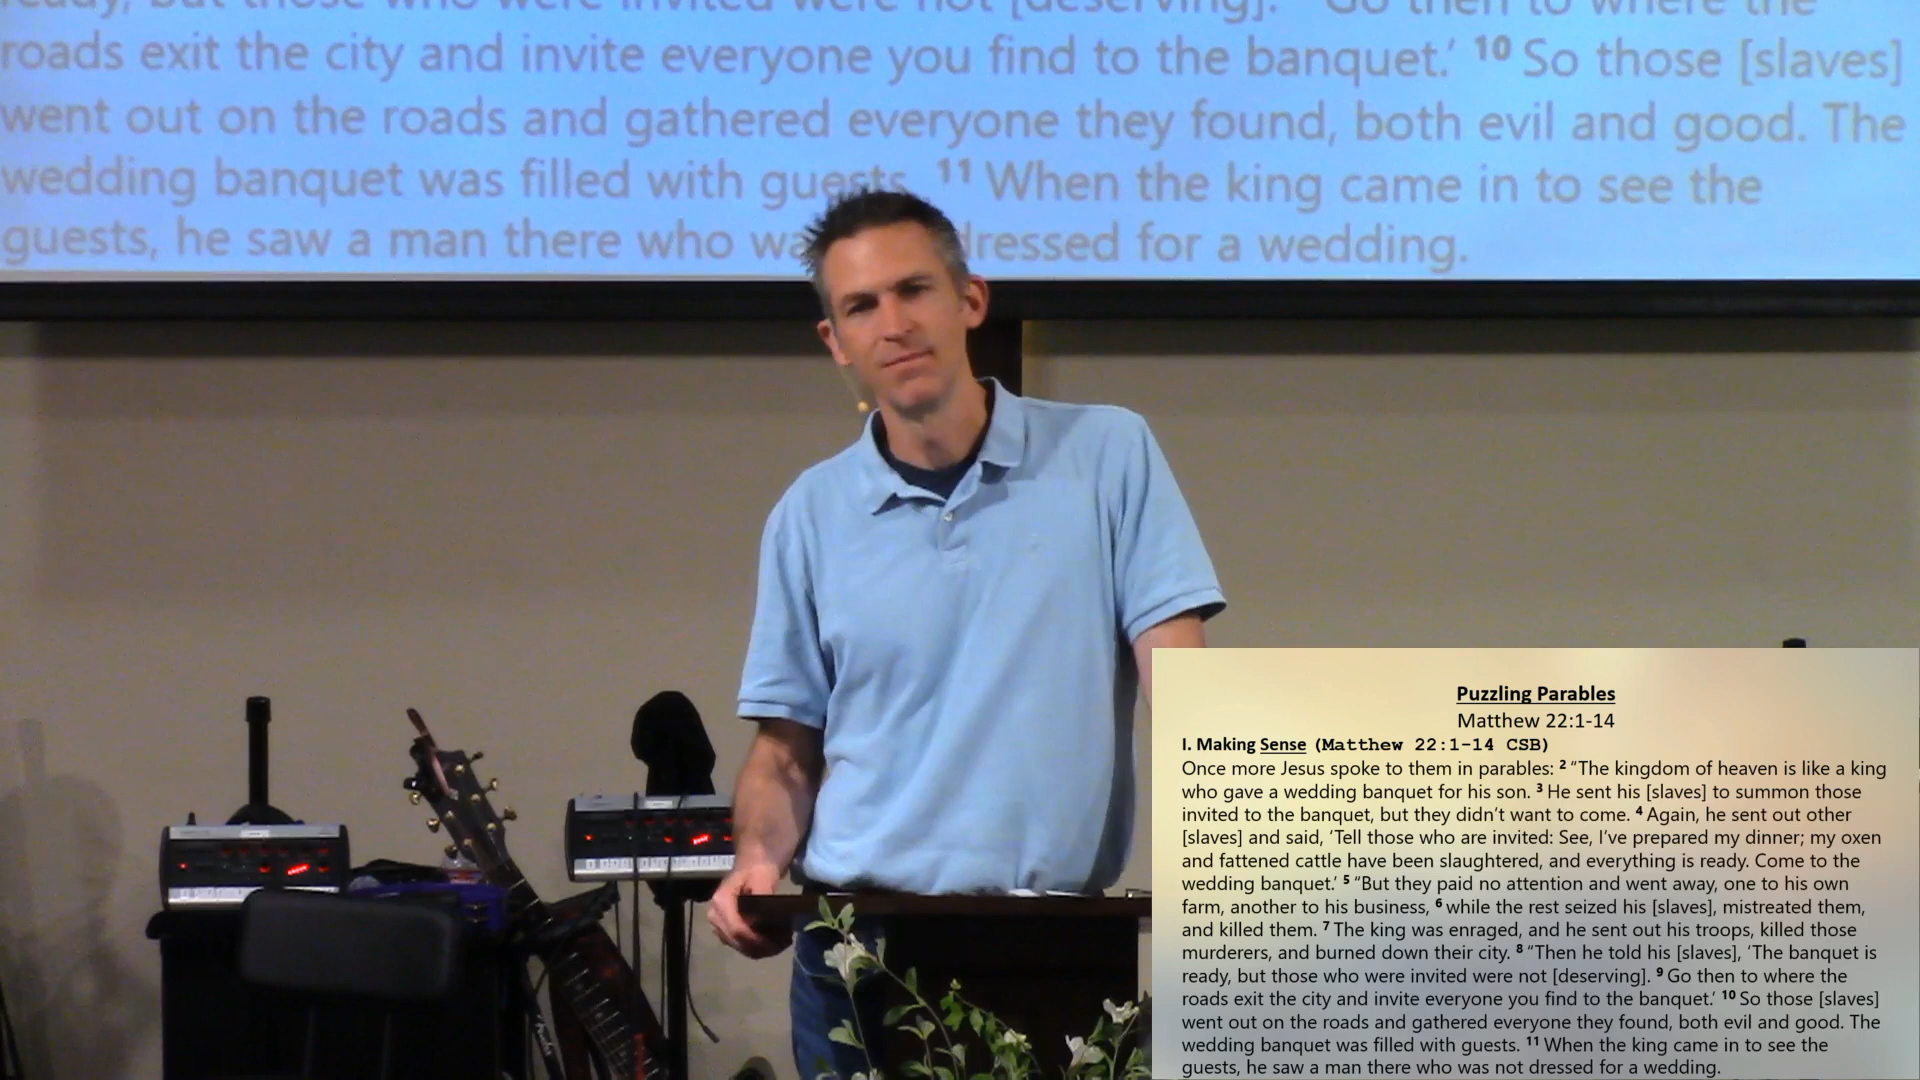 ready, but those who were invited were not [deserving]. Go then to where the
roads exit the city and invite everyone you find to the banquet.’ 10 So those [slaves]
went out on the roads and gathered everyone they found, both evil and good. The
wedding banquet was filled with guests. 11 When the king came in to see the
guests, he saw a man there who wa dressed for a wedding.
Puzzling Parables
Matthew 22:1-14
I. Making Sense (Matthew 22:1-14 CSB)
Once more Jesus spoke to them in parables: 2 “The kingdom of heaven is like a king
who gave a wedding banquet for his son. 3 He sent his [slaves] to summon those
invited to the banquet, but they didn’t want to come. 4 Again, he sent out other
[slaves] and said, ‘Tell those who are invited: See, I’ve prepared my dinner; my oxen
and fattened cattle have been slaughtered, and everything is ready. Come to the
wedding banquet.’ 5 “But they paid no attention and went away, one to his own
farm, another to his business, 6 while the rest seized his [slaves], mistreated them,
and killed them. 7 The king was enraged, and he sent out his troops, killed those
murderers, and burned down their city. 8 “Then he told his [slaves], ‘The banquet is
ready, but those who were invited were not [deserving]. 9 Go then to where the
roads exit the city and invite everyone you find to the banquet.’ 10 So those [slaves]
went out on the roads and gathered everyone they found, both evil and good. The
wedding banquet was filled with guests. 11 When the king came in to see the
guests, he saw a man there who was not dressed for a wedding.